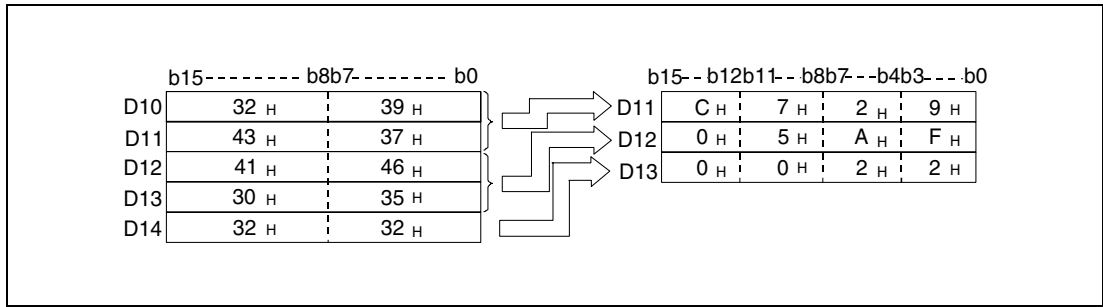 b15--------- b8b7-------- b0
D10 32 H 39 H
D11 43 H 37 H
D12 41 H 46 H
D13 30 H 35 H
D14 32 H 32 H
b15-- b12b11-- b8b7---b4b3----b0
D11 C H 7 H 2 H 9 H
D12 0 H 5 H A H F H
D13 0 H 0 H 2 H 2 H